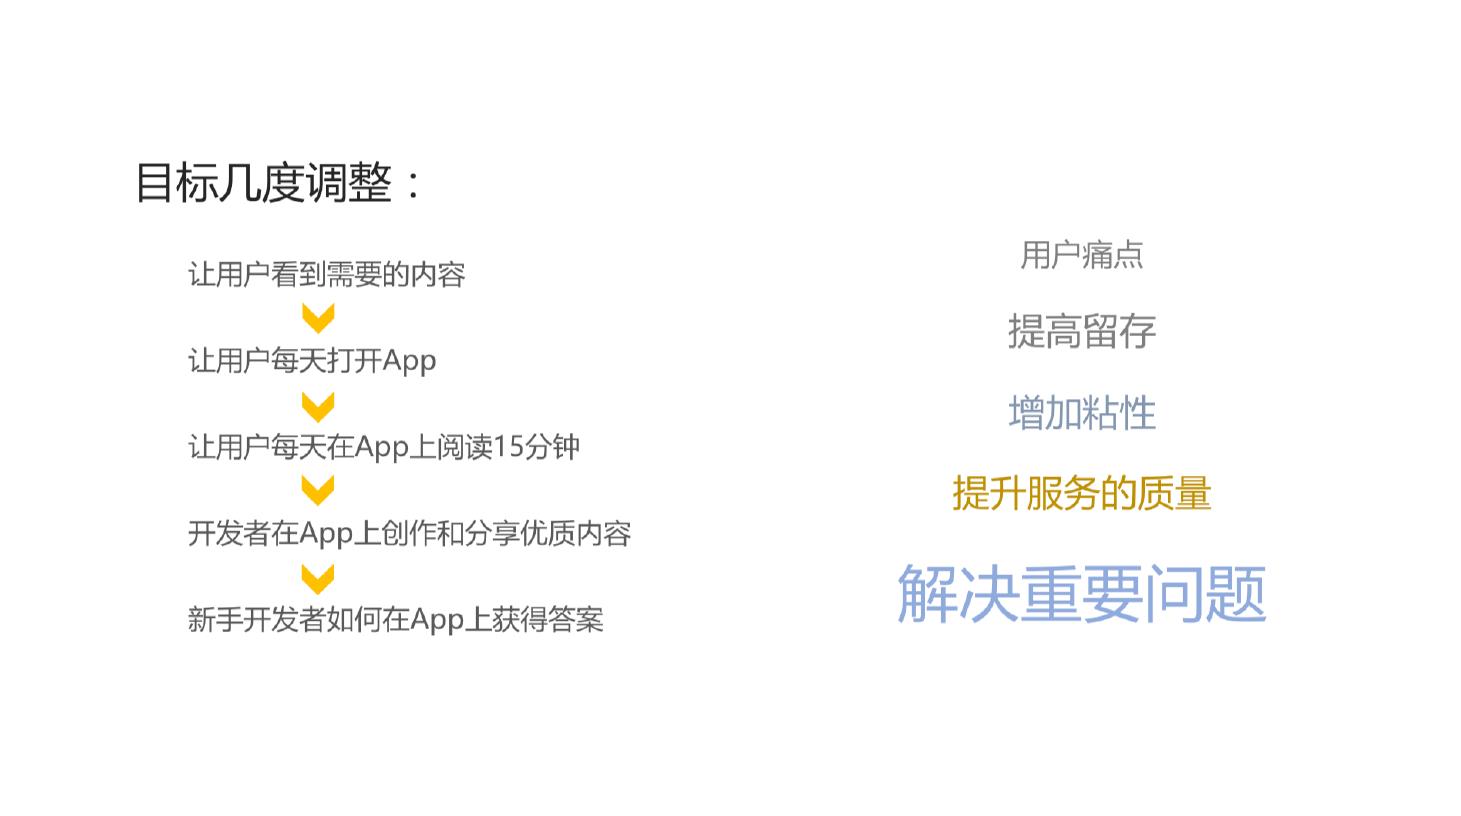 目标几度调整：
让用户看到需要的内容
让用户每天打开App
让用户每天在App上阅读15分钟
开发者在App上创作和分享优质内容
新手开发者如何在App上获得答案
用户痛点
提高留存
增加粘性
提升服务的质量
解决重要问题